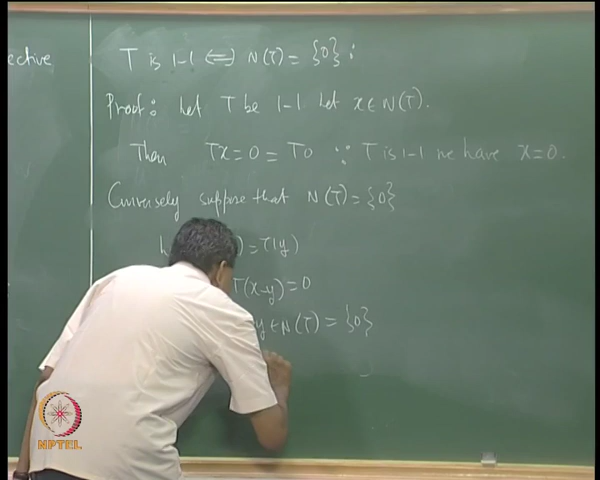 ective
T is 1-1 ⟺ N(T) = {0} :
Proof: Let T be 1-1 Let x ∈ N(T).
Then Tx = 0 = T0 ∵ T is 1-1 we have x = 0.
Conversely suppose that N(T) = {0}
) = T(y)
T(x-y) = 0
y ∈ N(T) = {0}
NPTEL